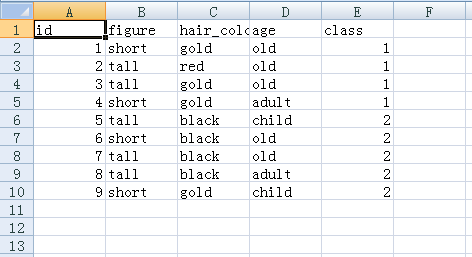 A B C D E F
1 id figure hair_colo age class
2 1 short gold old 1
3 2 tall red old 1
4 3 tall gold old 1
5 4 short gold adult 1
6 5 tall black child 2
7 6 short black old 2
8 7 tall black old 2
9 8 tall black adult 2
10 9 short gold child 2
11
12
13